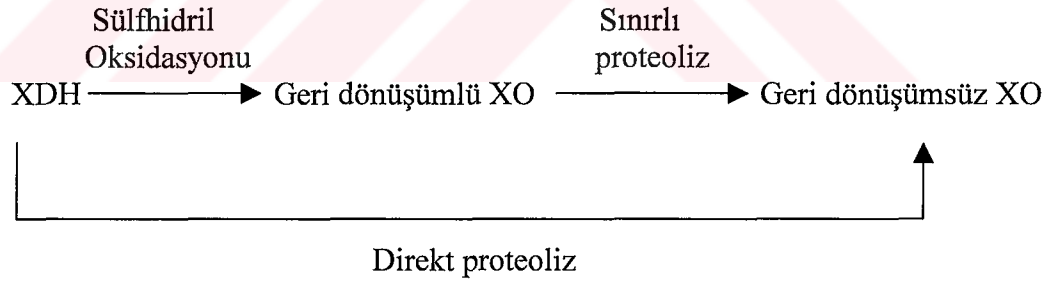 Sülfhidril
Oksidasyonu
Sınırlı
proteoliz
XDH Geri dönüşümlü XO Geri dönüşümsüz XO
Direkt proteoliz